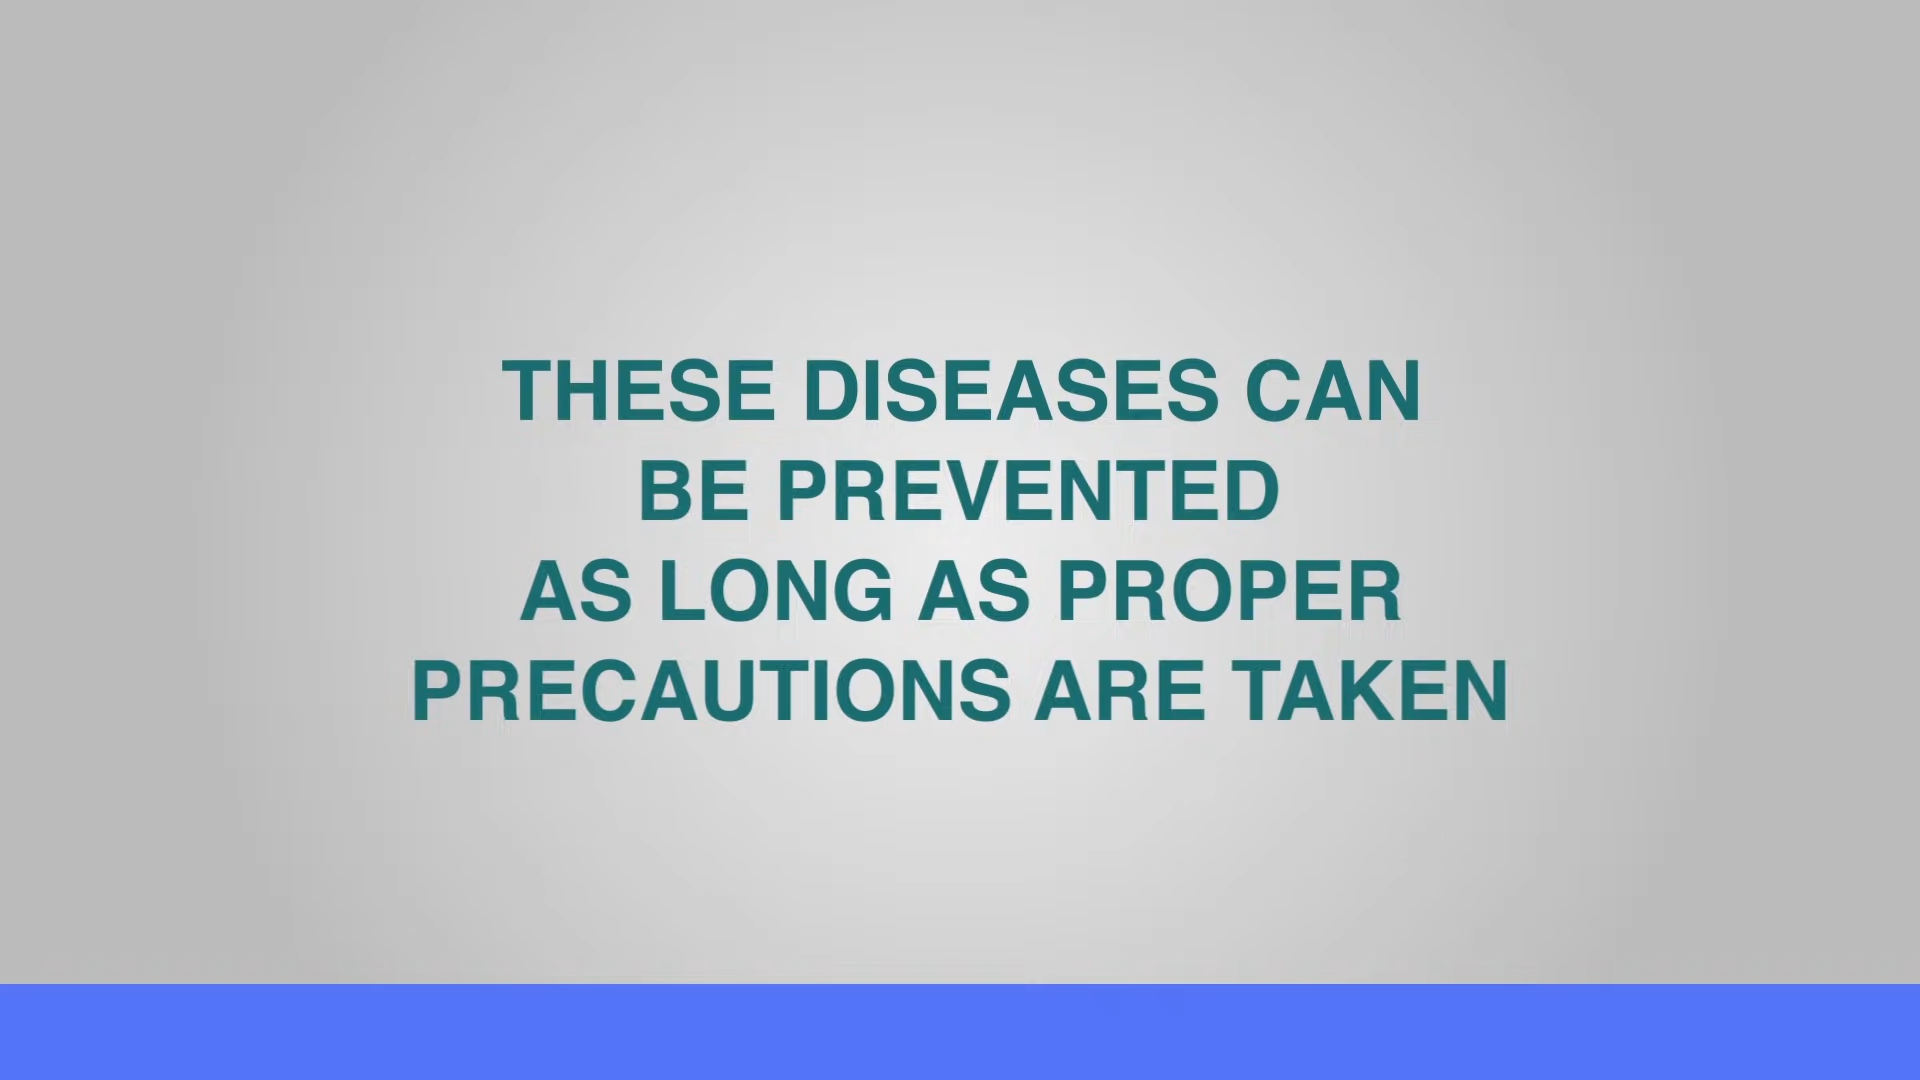 THESE DISEASES CAN
BE PREVENTED
AS LONG AS PROPER
PRECAUTIONS ARE TAKEN